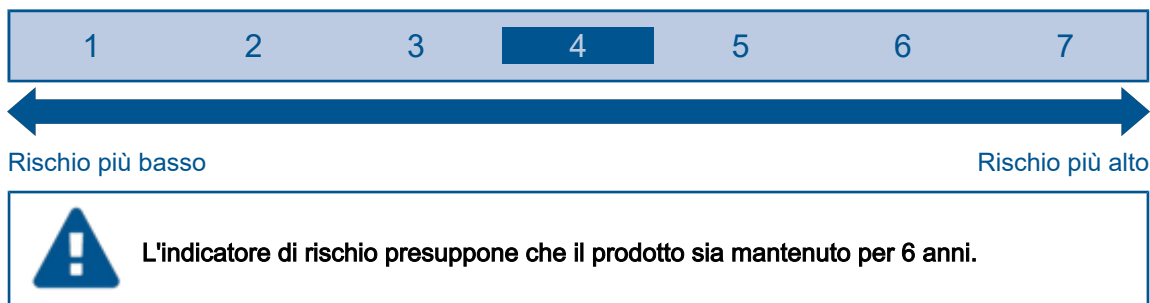 1 2 3 4 5 6 7
Rischio più basso Rischio più alto
L'indicatore di rischio presuppone che il prodotto sia mantenuto per 6 anni.